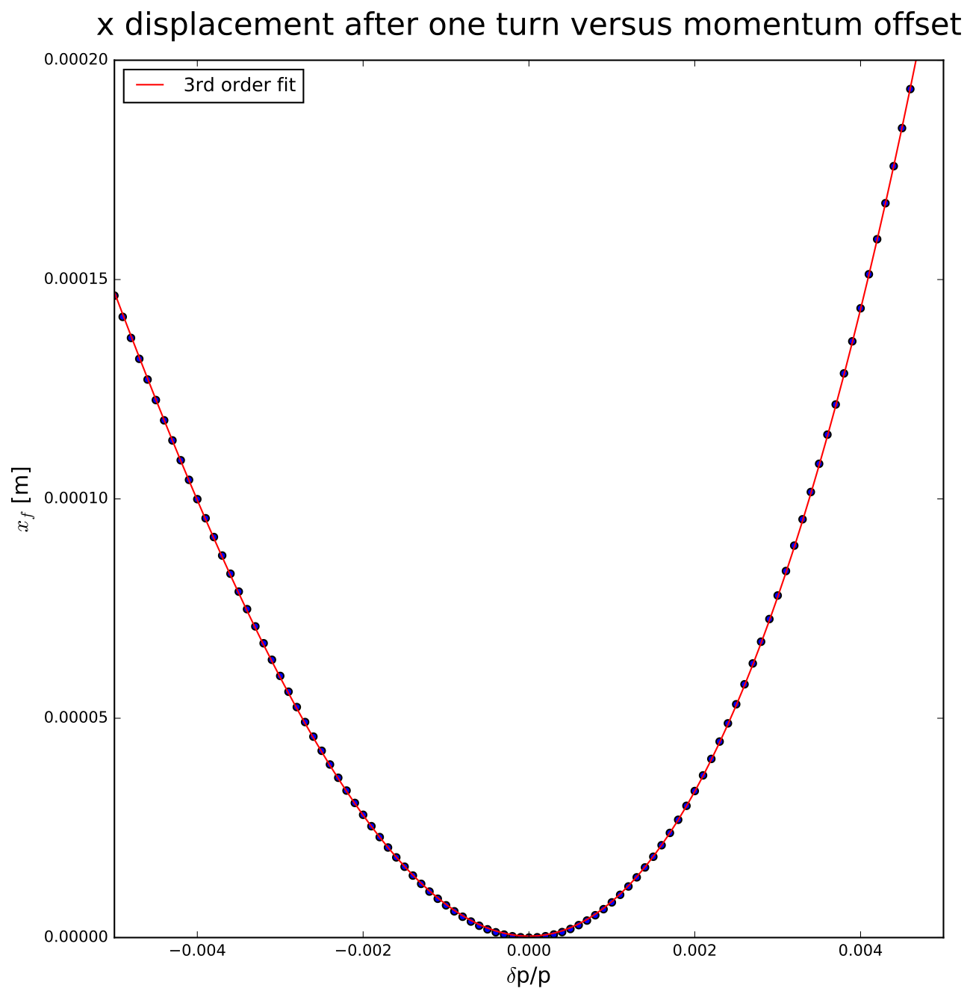 x displacement after one turn versus momentum offset
3rd order fit
0.00020
0.00015
0.00010
0.00005
0.00000
x_f [m]
−0.004 −0.002 0.000 0.002 0.004
δp/p